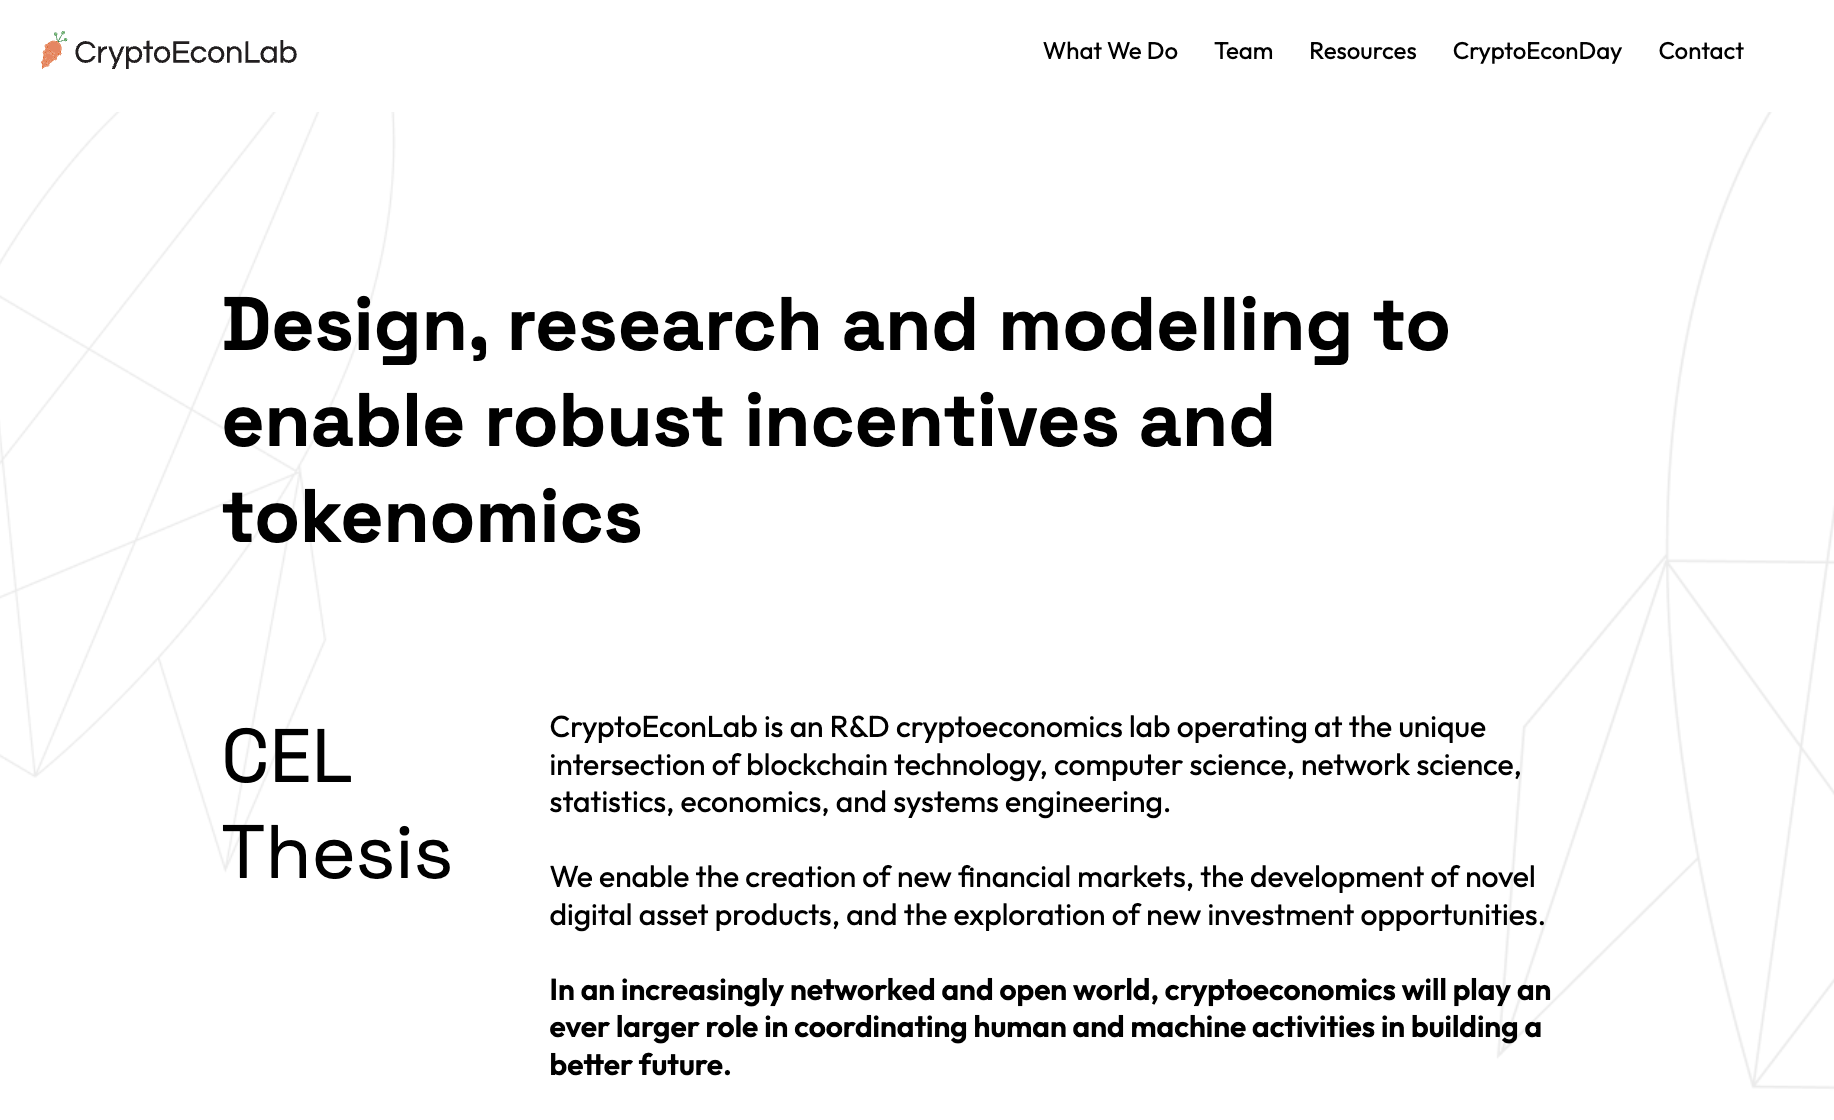 CryptoEconLab
What We Do
Team
Resources
CryptoEconDay
Contact
Design, research and modelling to
enable robust incentives and
tokenomics
CEL
Thesis
CryptoEconLab is an R&D cryptoeconomics lab operating at the unique
intersection of blockchain technology, computer science, network science,
statistics, economics, and systems engineering.
We enable the creation of new financial markets, the development of novel
digital asset products, and the exploration of new investment opportunities.
In an increasingly networked and open world, cryptoeconomics will play an
ever larger role in coordinating human and machine activities in building a
better future.